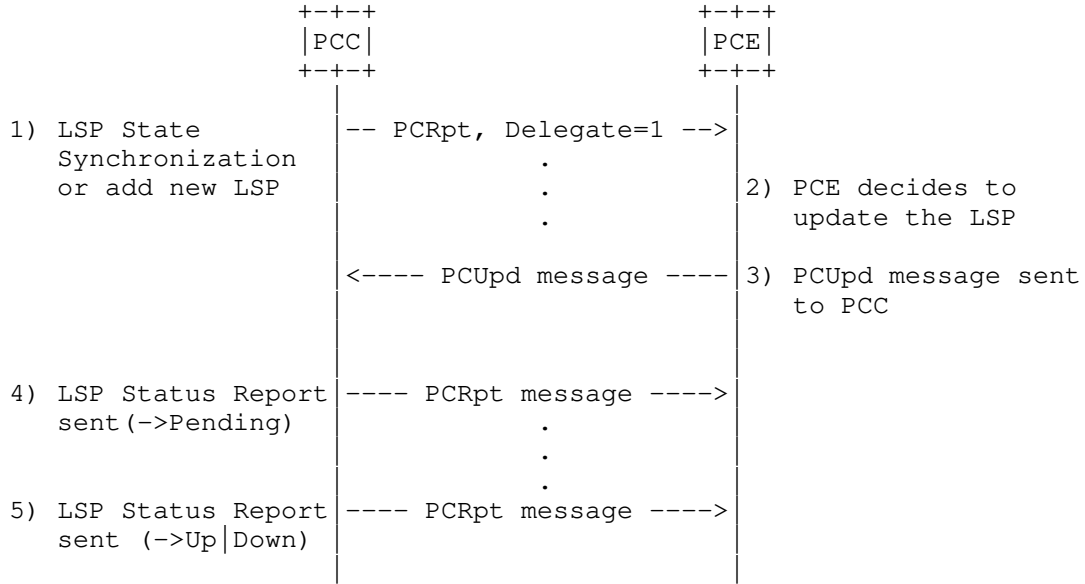 +-+-+                       +-+-+
|PCC|                       |PCE|
+-+-+                       +-+-+
1) LSP State |-- PCRpt, Delegate=1 -->|
Synchronization .
or add new LSP . |2) PCE decides to
. update the LSP
|<---- PCUpd message ----|3) PCUpd message sent
to PCC
4) LSP Status Report|---- PCRpt message ---->|
sent(->Pending) .
.
.
5) LSP Status Report|---- PCRpt message ---->|
sent (->Up|Down)